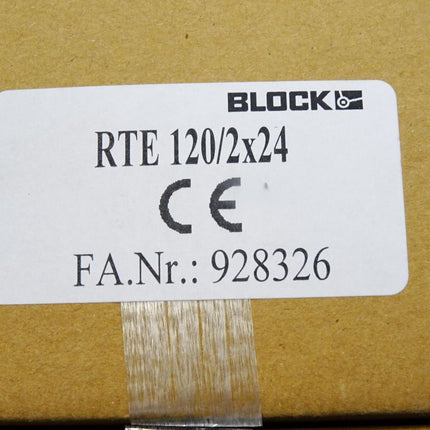 BLOCK
RTE 120/2x24
CE
FA.Nr.: 928326